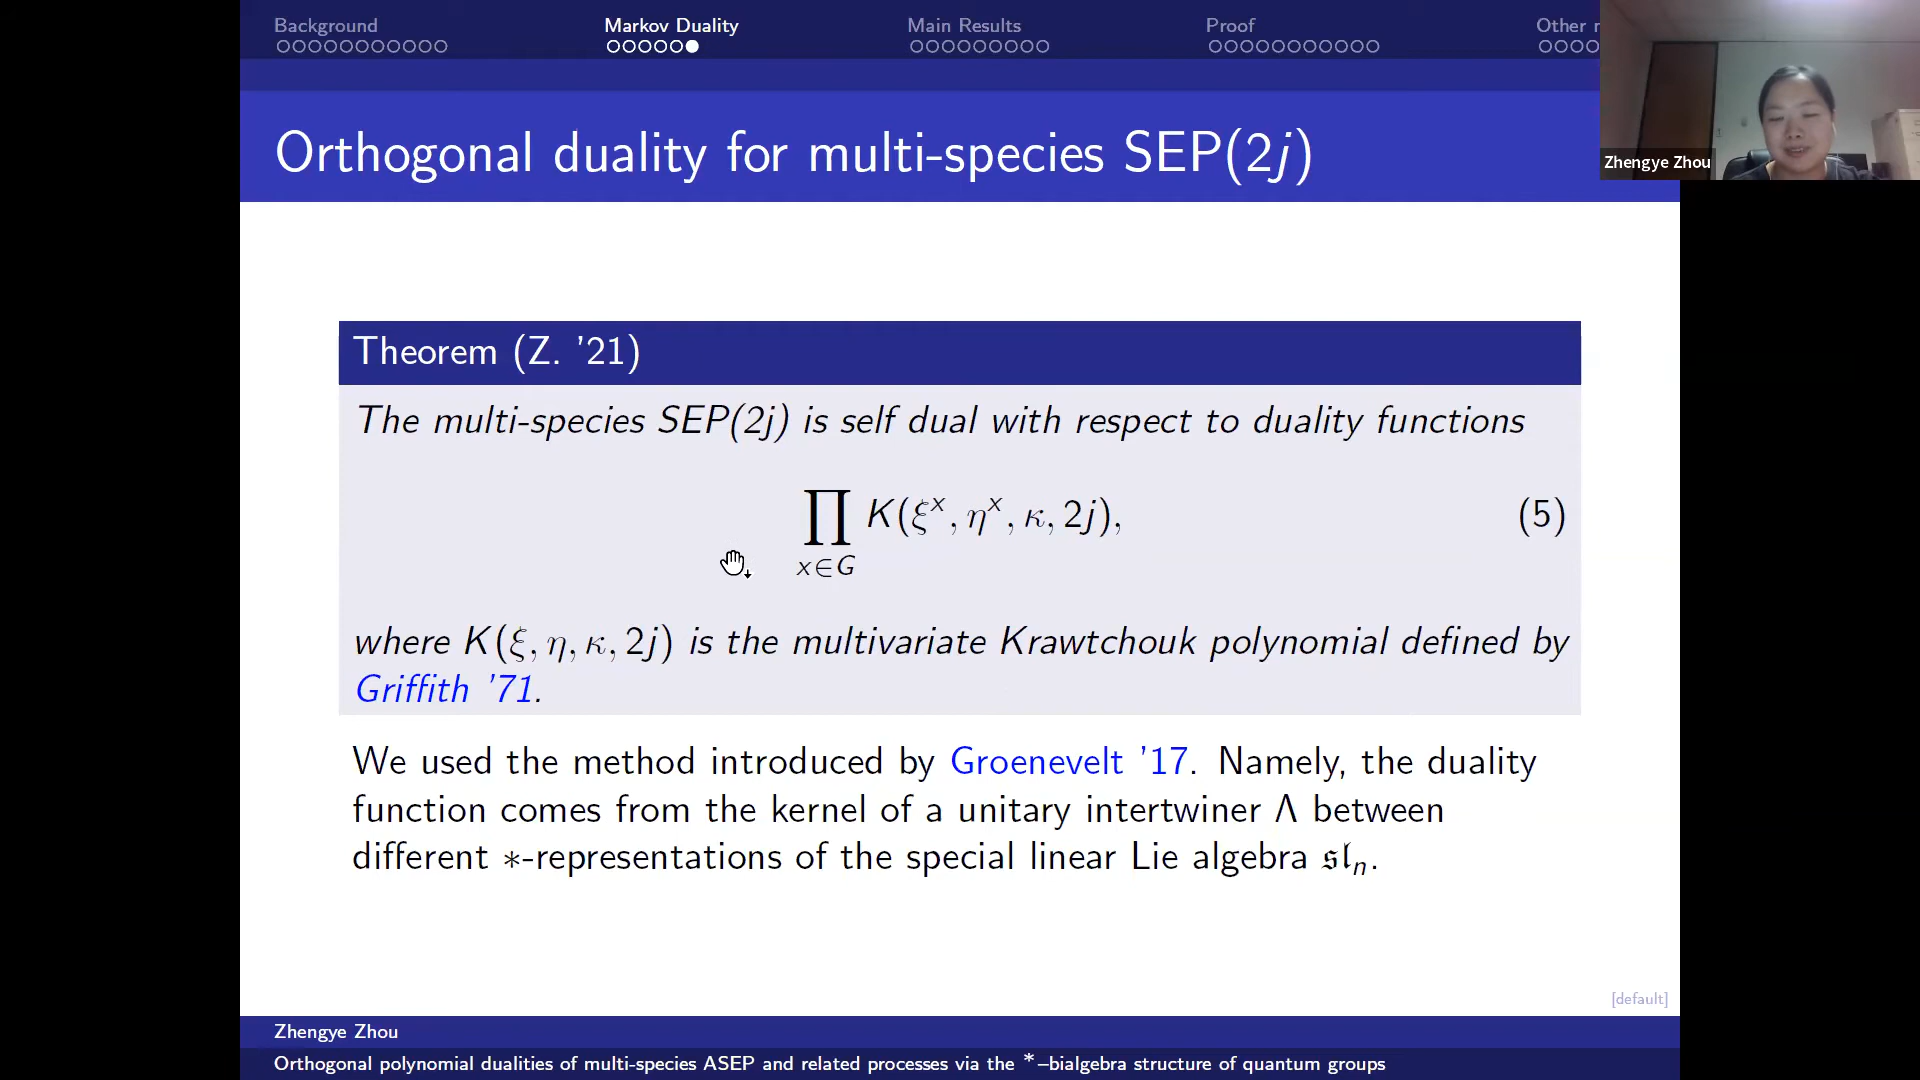 Background Markov Duality Main Results Proof Other r
Zhengye Zhou
Orthogonal duality for multi-species SEP(2j)
Theorem (Z. '21)
The multi-species SEP(2j) is self dual with respect to duality functions
∏_{x∈G} K(ξ^x, η^x, κ, 2j), (5)
where K(ξ, η, κ, 2j) is the multivariate Krawtchouk polynomial defined by
Griffith '71.
We used the method introduced by Groenevelt '17. Namely, the duality
function comes from the kernel of a unitary intertwiner Λ between
different ∗-representations of the special linear Lie algebra 𝔰𝔩_n.
[default]
Zhengye Zhou
Orthogonal polynomial dualities of multi-species ASEP and related processes via the *–bialgebra structure of quantum groups